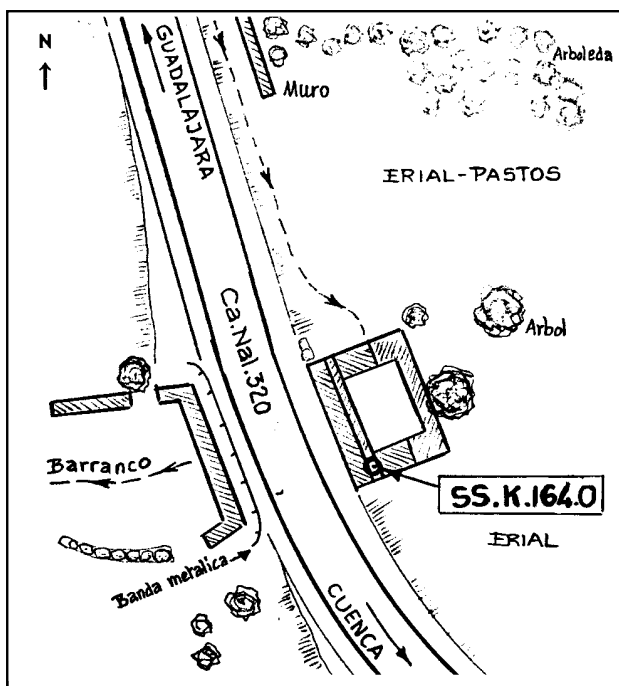 N
GUADALAJARA
Muro
Arboleda
ERIAL-PASTOS
Ca.Nal.320
Arbol
Barranco
SS.K.164.0
ERIAL
Banda metalica
CUENCA